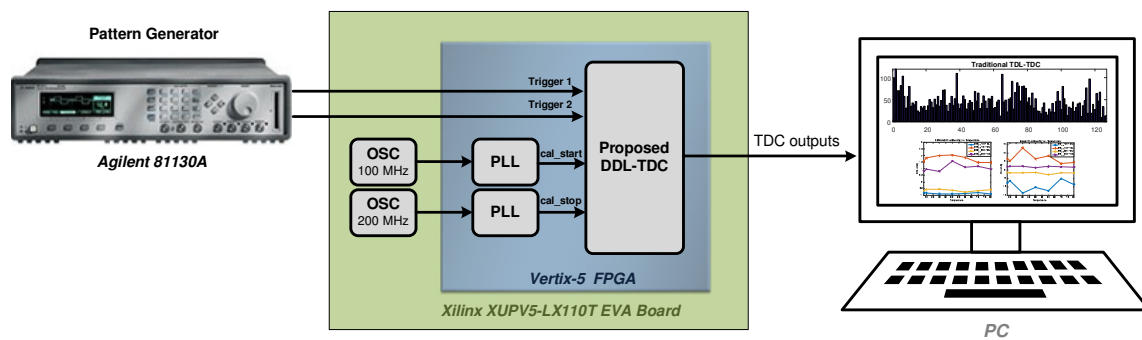 Pattern Generator
Agilent 81130A
Trigger 1
Trigger 2
OSC
100 MHz
PLL
cal_start
OSC
200 MHz
PLL
cal_stop
Proposed
DDL-TDC
Vertix-5 FPGA
Xilinx XUPV5-LX110T EVA Board
TDC outputs
Traditional TDL-TDC
100
50
0
0 20 40 60 80 100 120
PC